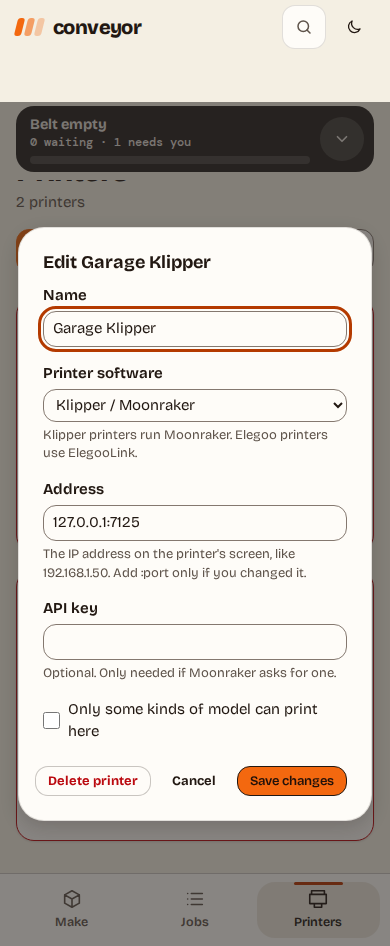 conveyor
Belt empty
0 waiting · 1 needs you
Printers
2 printers
Edit Garage Klipper
Name
Garage Klipper
Printer software
Klipper / Moonraker
Klipper printers run Moonraker. Elegoo printers
use ElegooLink.
Address
127.0.0.1:7125
The IP address on the printer's screen, like
192.168.1.50. Add :port only if you changed it.
API key
Optional. Only needed if Moonraker asks for one.
Only some kinds of model can print
here
Delete printer
Cancel
Save changes
Make
Jobs
Printers